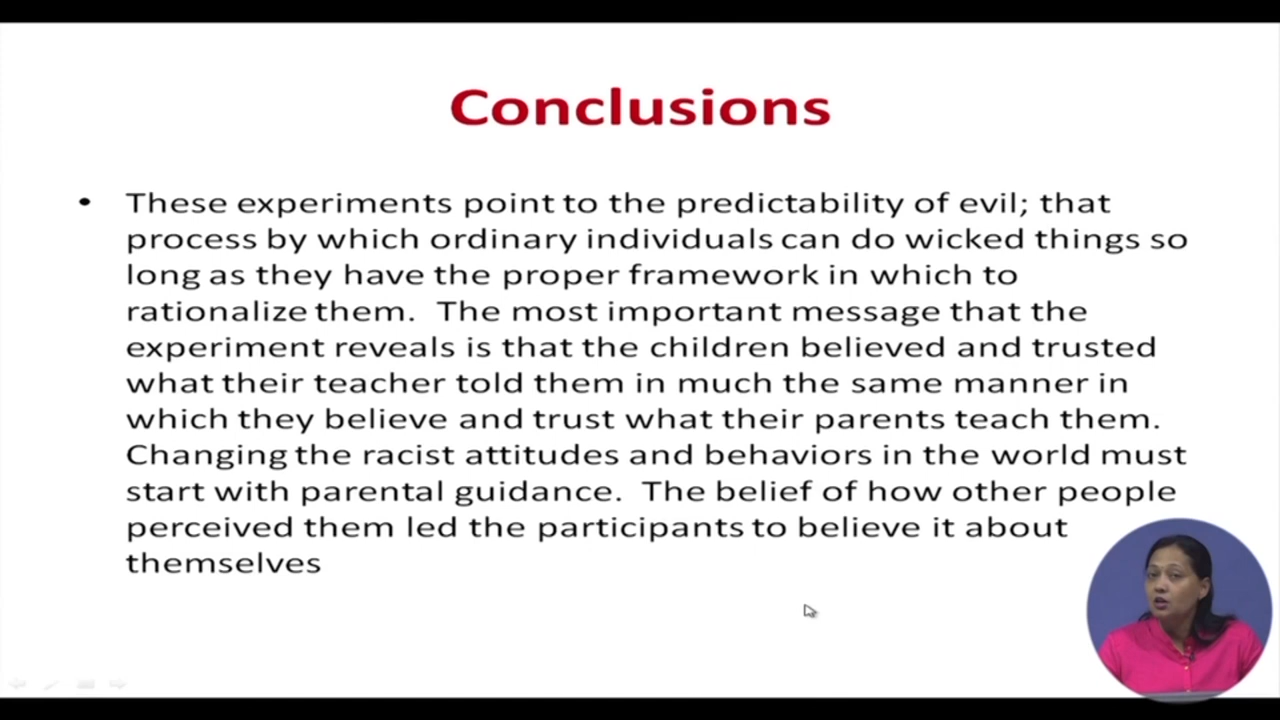 Conclusions
• These experiments point to the predictability of evil; that
process by which ordinary individuals can do wicked things so
long as they have the proper framework in which to
rationalize them. The most important message that the
experiment reveals is that the children believed and trusted
what their teacher told them in much the same manner in
which they believe and trust what their parents teach them.
Changing the racist attitudes and behaviors in the world must
start with parental guidance. The belief of how other people
perceived them led the participants to believe it about
themselves